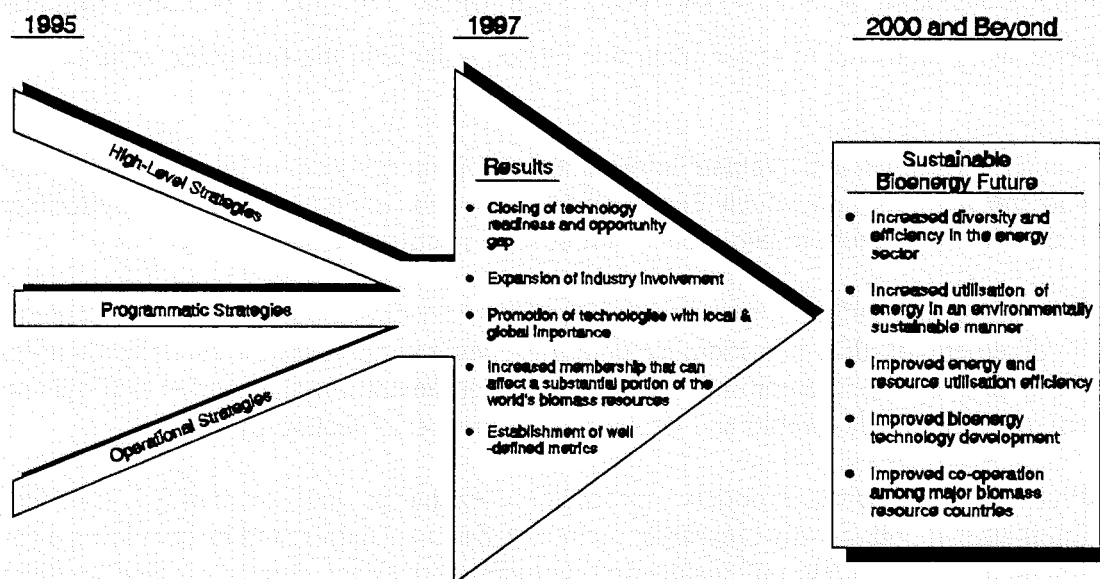 1995
1997
2000 and Beyond
High-Level Strategies
Programmatic Strategies
Operational Strategies
Results
• Closing of technology
readiness and opportunity
gap
• Expansion of industry involvement
• Promotion of technologies with local &
global importance
• Increased membership that can
affect a substantial portion of the
world's biomass resources
• Establishment of well
-defined metrics
Sustainable
Bioenergy Future
• Increased diversity and
efficiency in the energy
sector
• Increased utilisation of
energy in an environmentally
sustainable manner
• Improved energy and
resource utilisation efficiency
• Improved bioenergy
technology development
• Improved co-operation
among major biomass
resource countries